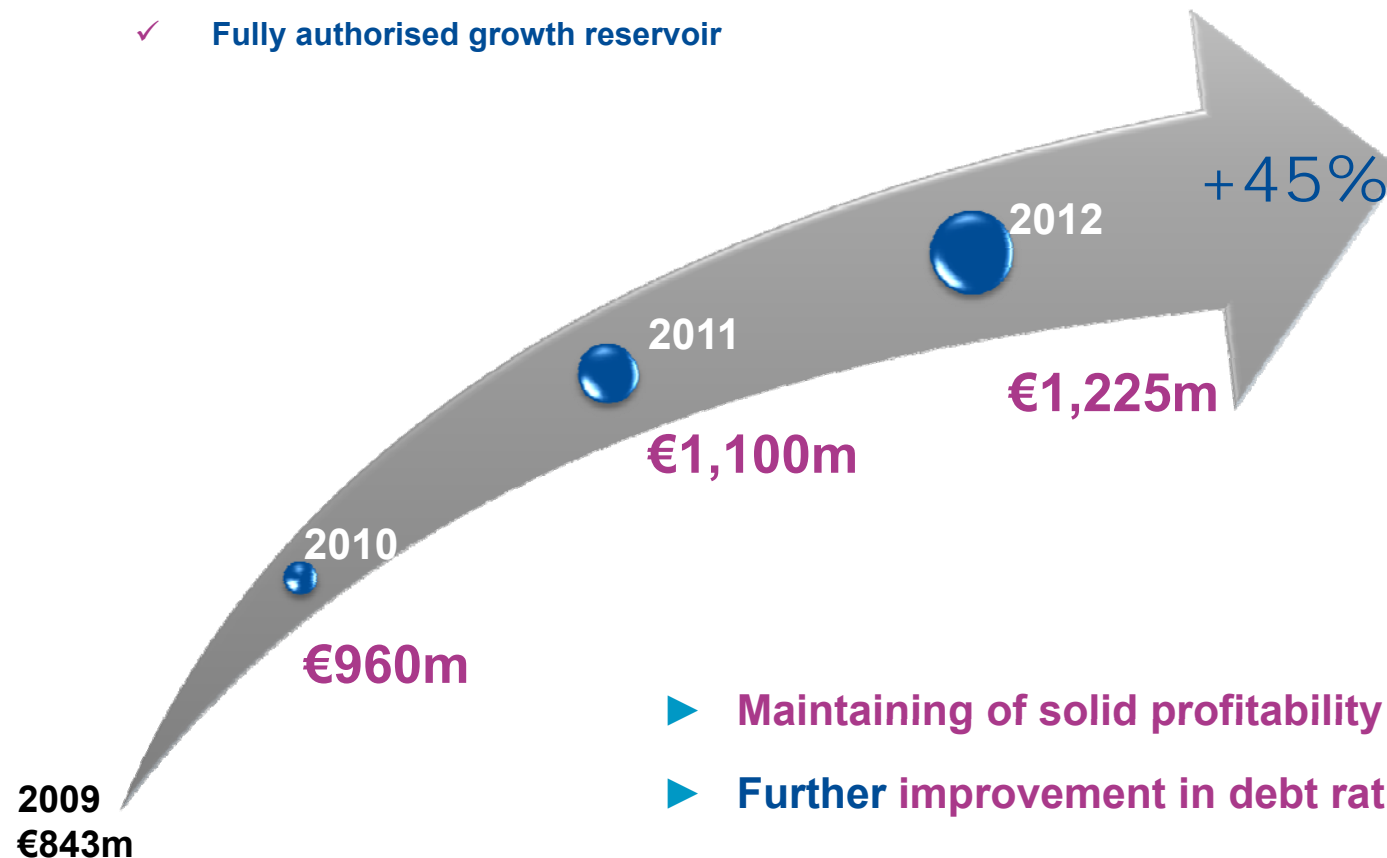 ✓ Fully authorised growth reservoir
+45%
2012
2011
€1,225m
€1,100m
2010
€960m
► Maintaining of solid profitability
► Further improvement in debt rat
2009
€843m